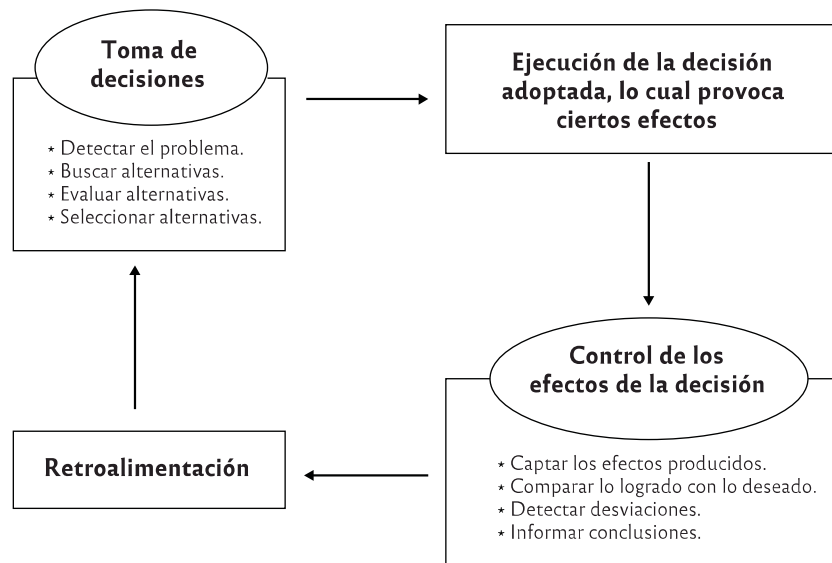 Toma de
decisiones
* Detectar el problema.
* Buscar alternativas.
* Evaluar alternativas.
* Seleccionar alternativas.
Ejecución de la decisión
adoptada, lo cual provoca
ciertos efectos
Control de los
efectos de la decisión
* Captar los efectos producidos.
* Comparar lo logrado con lo deseado.
* Detectar desviaciones.
* Informar conclusiones.
Retroalimentación